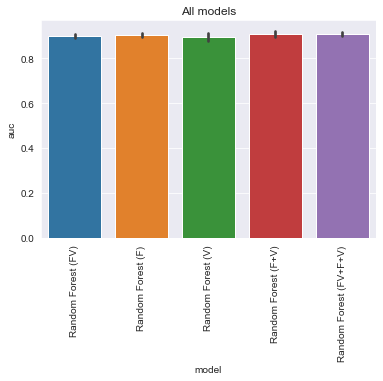 All models
auc
0.8
0.6
0.4
0.2
0.0
Random Forest (FV)
Random Forest (F)
Random Forest (V)
Random Forest (F+V)
Random Forest (FV+F+V)
model